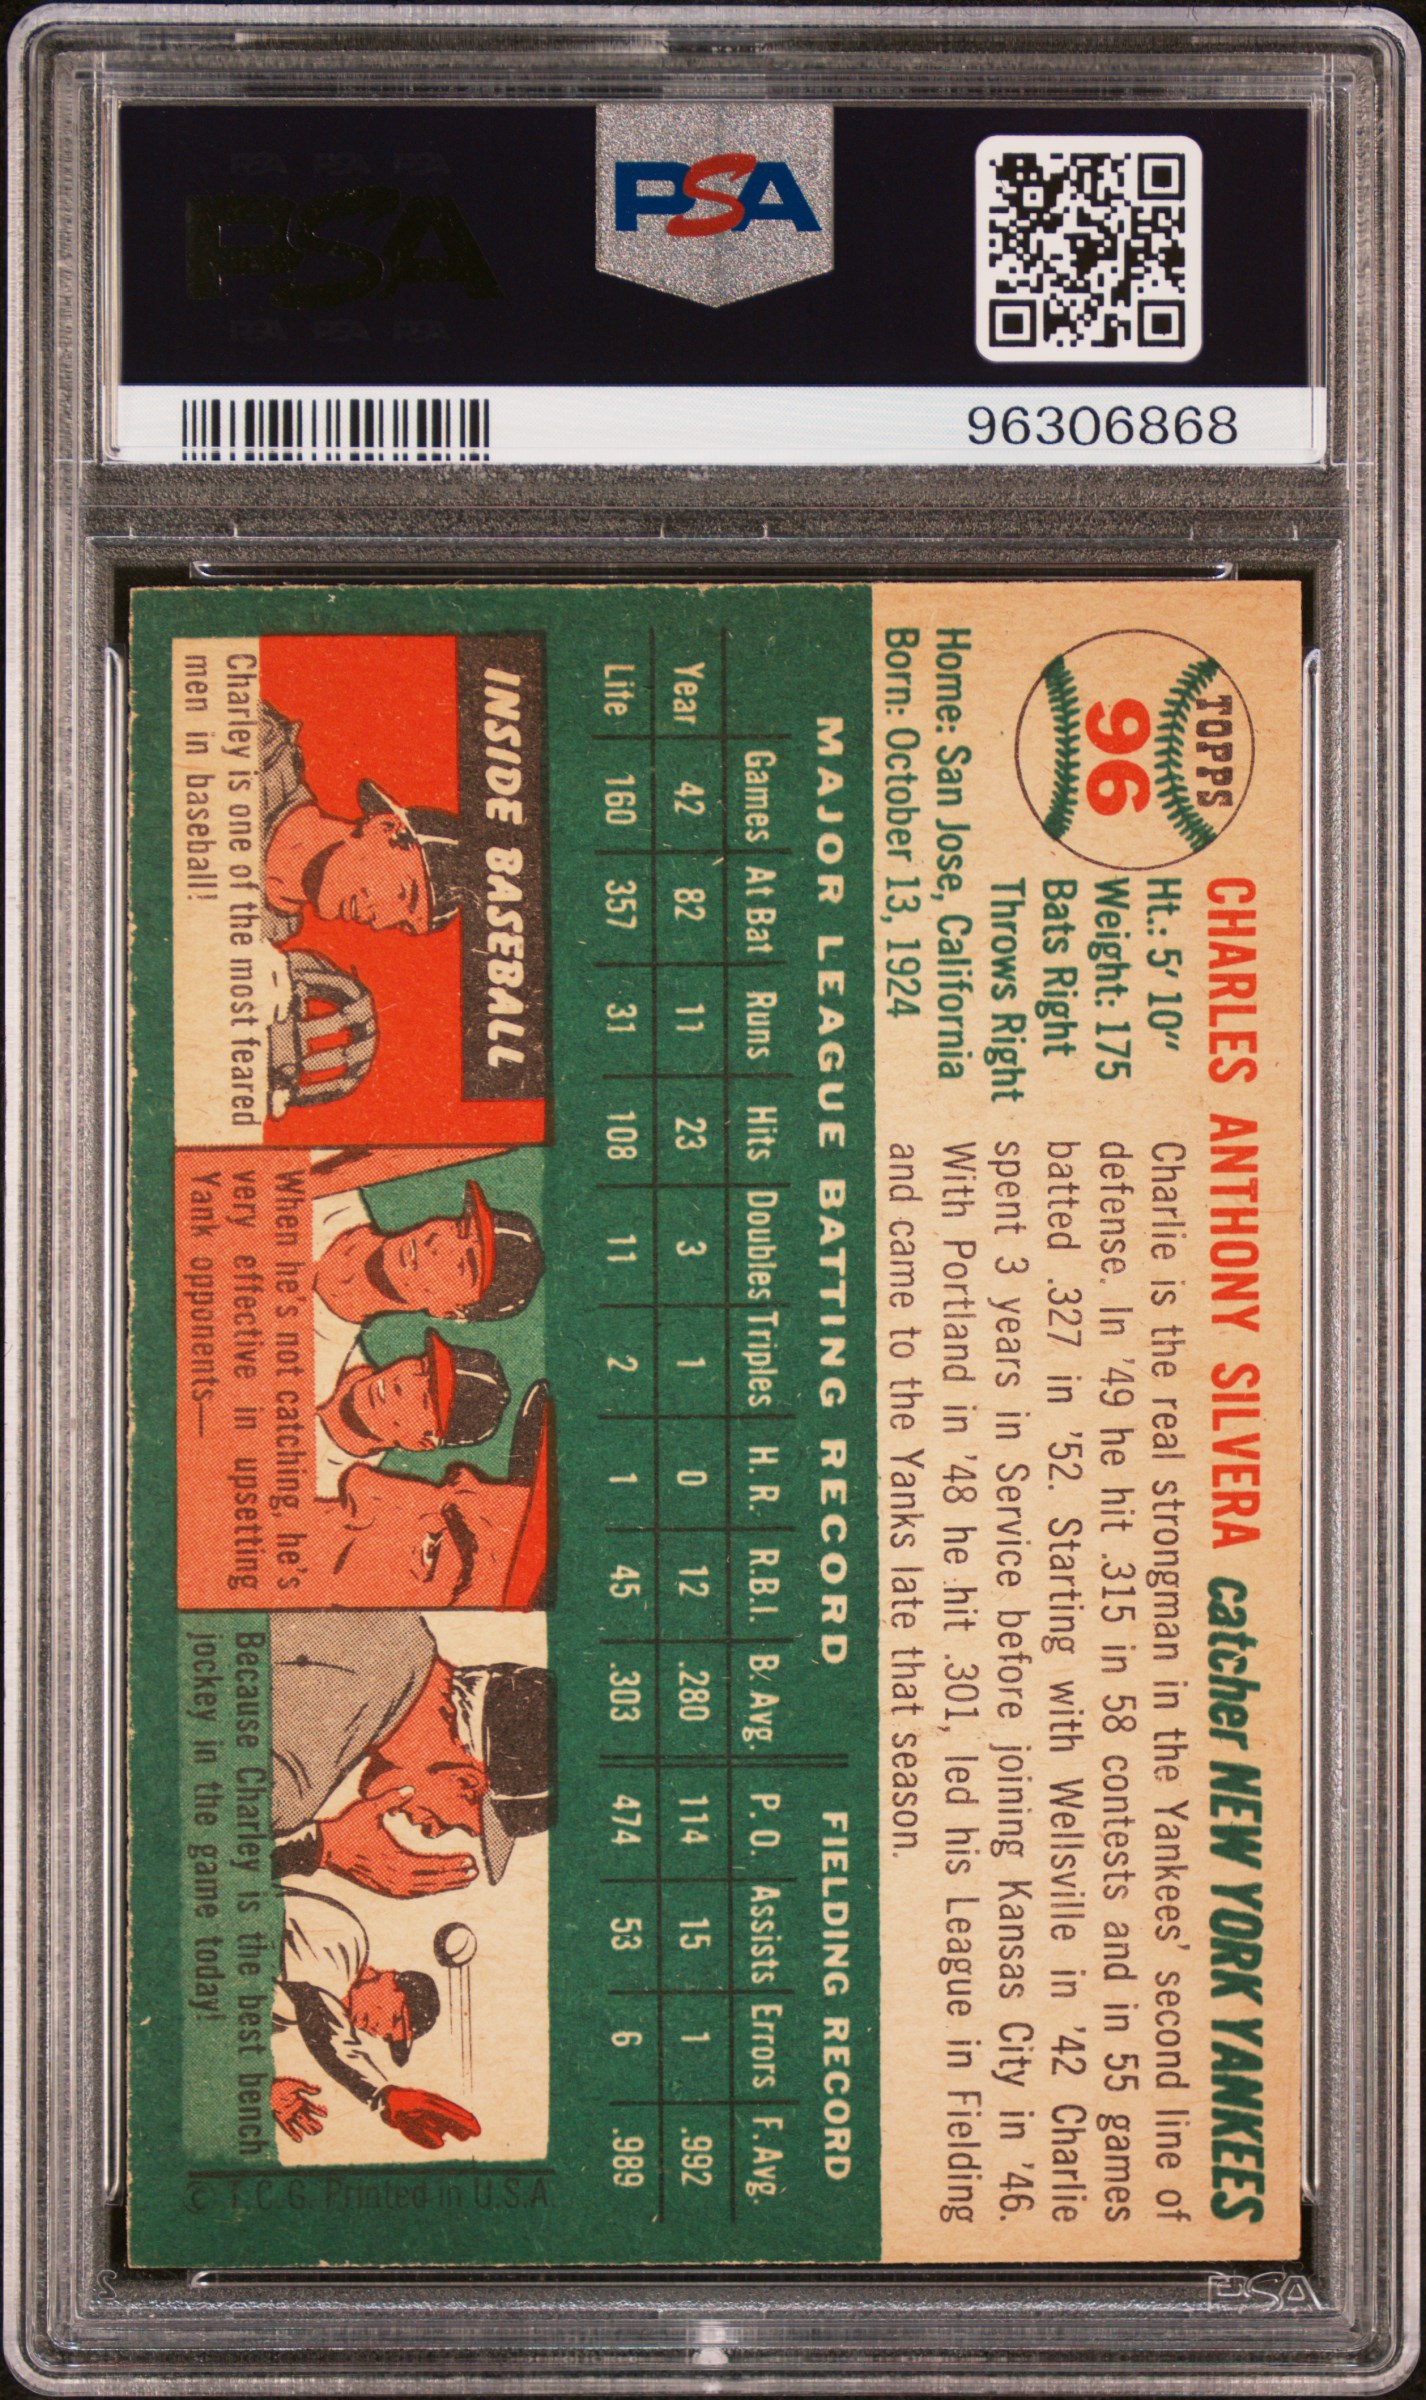 PSA
PSA PSA PSA
PSA
PSA PSA PSA
96306868
TOPPS
96
CHARLES ANTHONY SILVERA catcher NEW YORK YANKEES
Ht.: 5' 10"
Weight: 175
Bats Right
Throws Right
Home: San Jose, California
Born: October 13, 1924
Charlie is the real strongman in the Yankees' second line of
defense. In '49 he hit .315 in 58 contests and in 55 games
batted .327 in '52. Starting with Wellsville in '42 Charlie
spent 3 years in Service before joining Kansas City in '46.
With Portland in '48 he hit .301, led his League in Fielding
and came to the Yanks late that season.
MAJOR LEAGUE BATTING RECORD FIELDING RECORD
Games At Bat Runs Hits Doubles Triples H. R. R.B.I. B. Avg. P. O. Assists Errors F. Avg.
Year 42 82 11 23 3 1 0 12 .280 114 15 1 .992
Life 160 357 31 108 11 2 1 45 .303 474 53 6 .989
INSIDE BASEBALL
Charley is one of the most feared
men in baseball!
When he's not catching, he's
very effective in upsetting
Yank opponents—
Because Charley is the best bench
jockey in the game today!
© T. C. G. Printed in U.S.A.
PSA